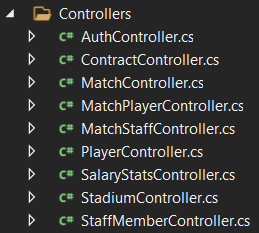 Controllers
C# AuthController.cs
C# ContractController.cs
C# MatchController.cs
C# MatchPlayerController.cs
C# MatchStaffController.cs
C# PlayerController.cs
C# SalaryStatsController.cs
C# StadiumController.cs
C# StaffMemberController.cs